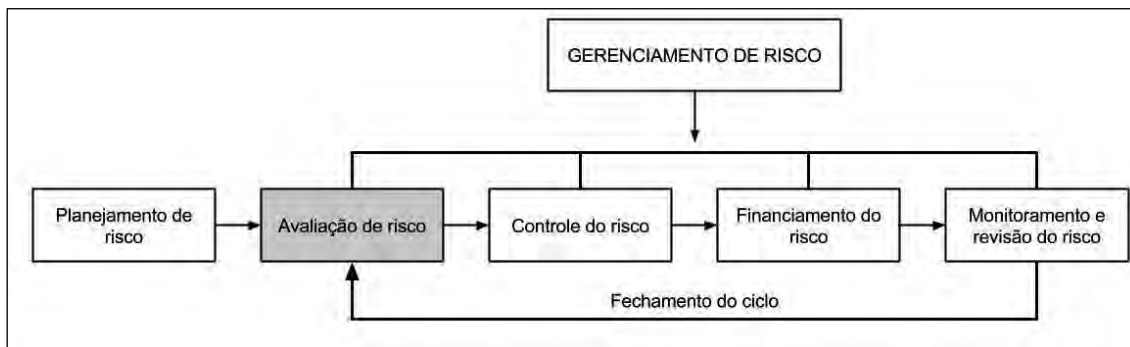 GERENCIAMENTO DE RISCO
Planejamento de
risco
Avaliação de risco
Controle do risco
Financiamento do
risco
Monitoramento e
revisão do risco
Fechamento do ciclo